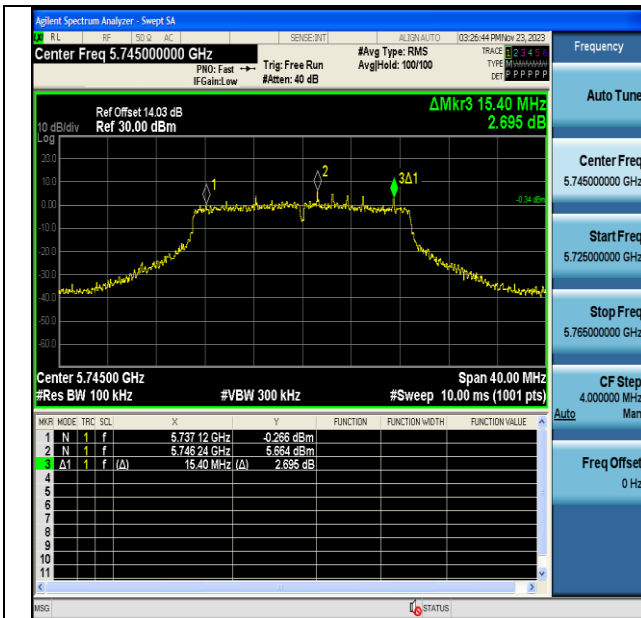 Agilent Spectrum Analyzer - Swept SA
RL RF 50 Ω AC SENSE:INT ALIGN AUTO 03:26:44 PM Nov 23, 2023
Center Freq 5.745000000 GHz #Avg Type: RMS TRACE 1 2 3 4 5 6
PNO: Fast Trig: Free Run Avg|Hold: 100/100 TYPE MWWWWW
IFGain:Low #Atten: 40 dB DET P P P P P P
Frequency
Auto Tune
Ref Offset 14.03 dB ΔMkr3 15.40 MHz
10 dB/div Ref 30.00 dBm 2.695 dB
Log
20.0
10.0
0.00
-10.0
-20.0
-30.0
-40.0
-50.0
-60.0
1
2
3Δ1
-0.34 dBm
Center Freq
5.745000000 GHz
Start Freq
5.725000000 GHz
Stop Freq
5.765000000 GHz
Center 5.74500 GHz Span 40.00 MHz
#Res BW 100 kHz #VBW 300 kHz #Sweep 10.00 ms (1001 pts)
CF Step
4.000000 MHz
Auto Man
Freq Offset
0 Hz
MKR MODE TRC SCL X Y FUNCTION FUNCTION WIDTH FUNCTION VALUE
1 N 1 f 5.737 12 GHz -0.266 dBm
2 N 1 f 5.746 24 GHz 5.664 dBm
3 Δ1 1 f (Δ) 15.40 MHz (Δ) 2.695 dB
4
5
6
7
8
9
10
11
MSG STATUS